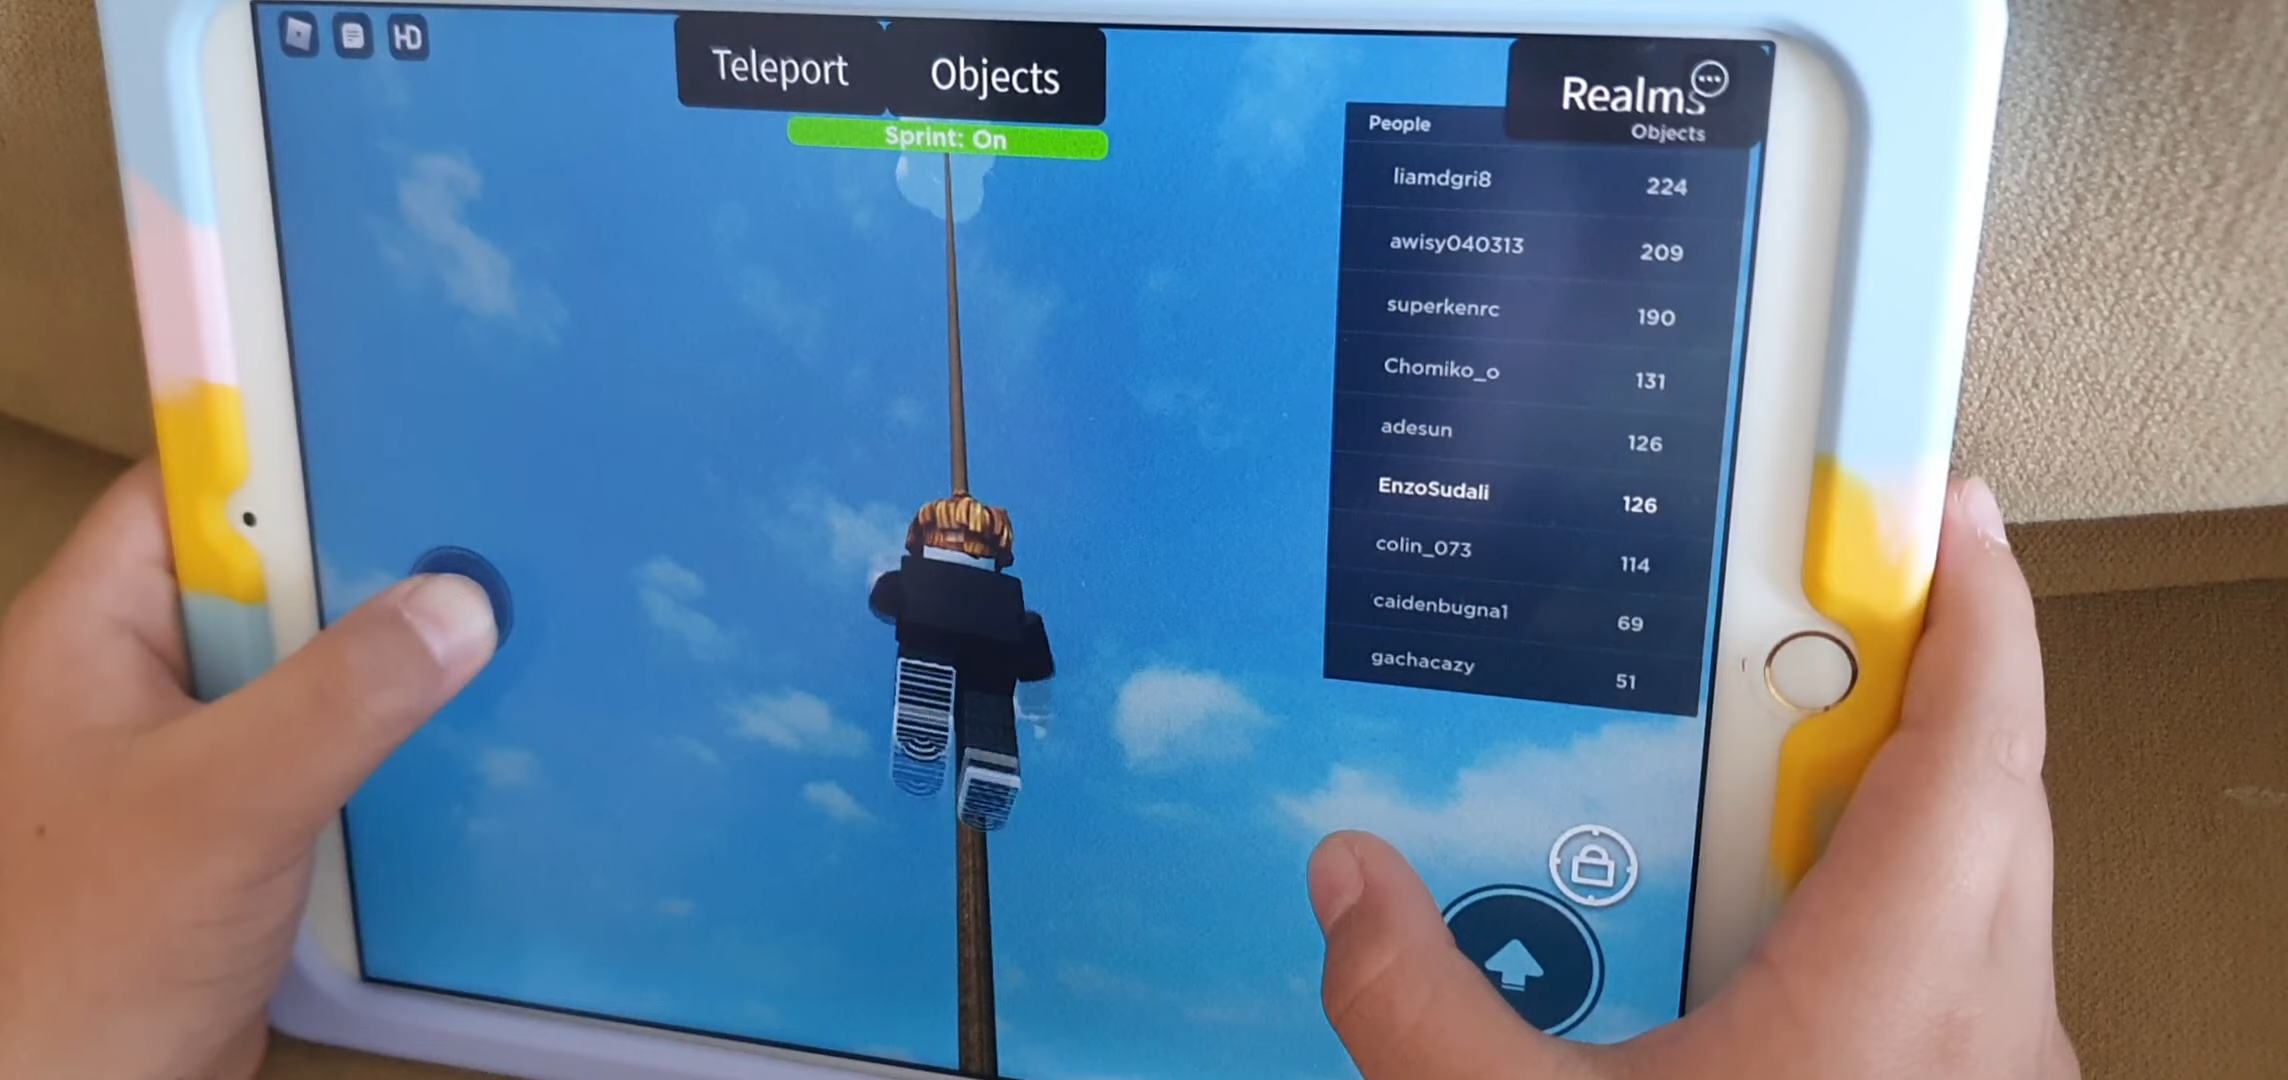 HD
Teleport
Objects
Realms
Sprint: On
People
Objects
liamdgri8 224
awisy040313 209
superkenrc 190
Chomiko_o 131
adesun 126
EnzoSudali 126
colin_073 114
caidenbugna1 69
gachacazy 51